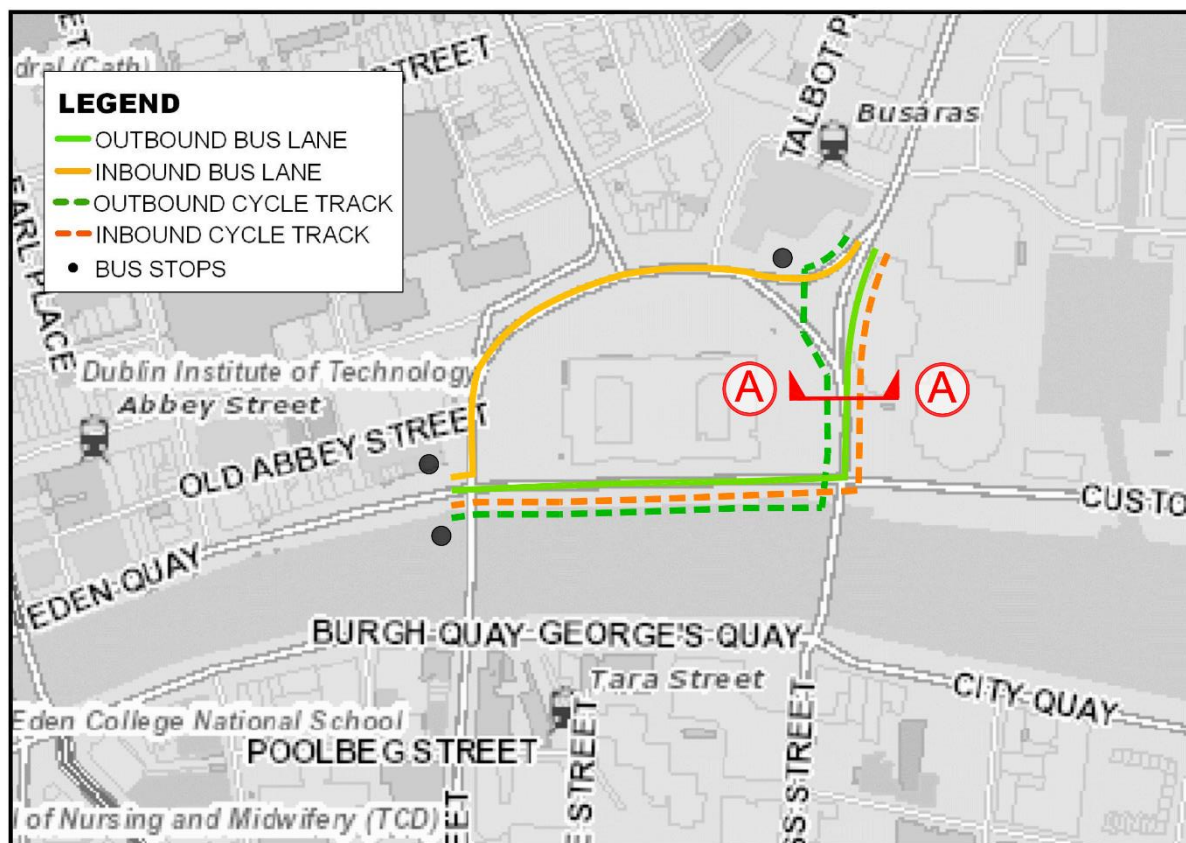 ET
STREET
TALBOT P
dral (Cath)
LEGEND
OUTBOUND BUS LANE
INBOUND BUS LANE
OUTBOUND CYCLE TRACK
INBOUND CYCLE TRACK
BUS STOPS
Busaras
EARL PLACE
Dublin Institute of Technology
Abbey Street
OLD ABBEY STREET
A
A
CUSTO
EDEN QUAY
BURGH QUAY GEORGE'S QUAY
Tara Street
CITY QUAY
Eden College National School
POOLBEG STREET
E STREET
SS STREET
EET
l of Nursing and Midwifery (TCD)